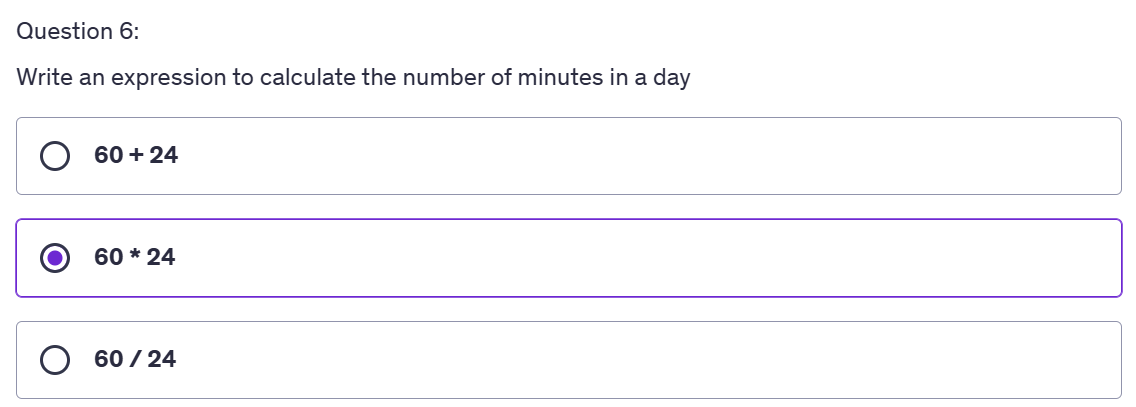 Question 6:
Write an expression to calculate the number of minutes in a day
60 + 24
60 * 24
60 / 24